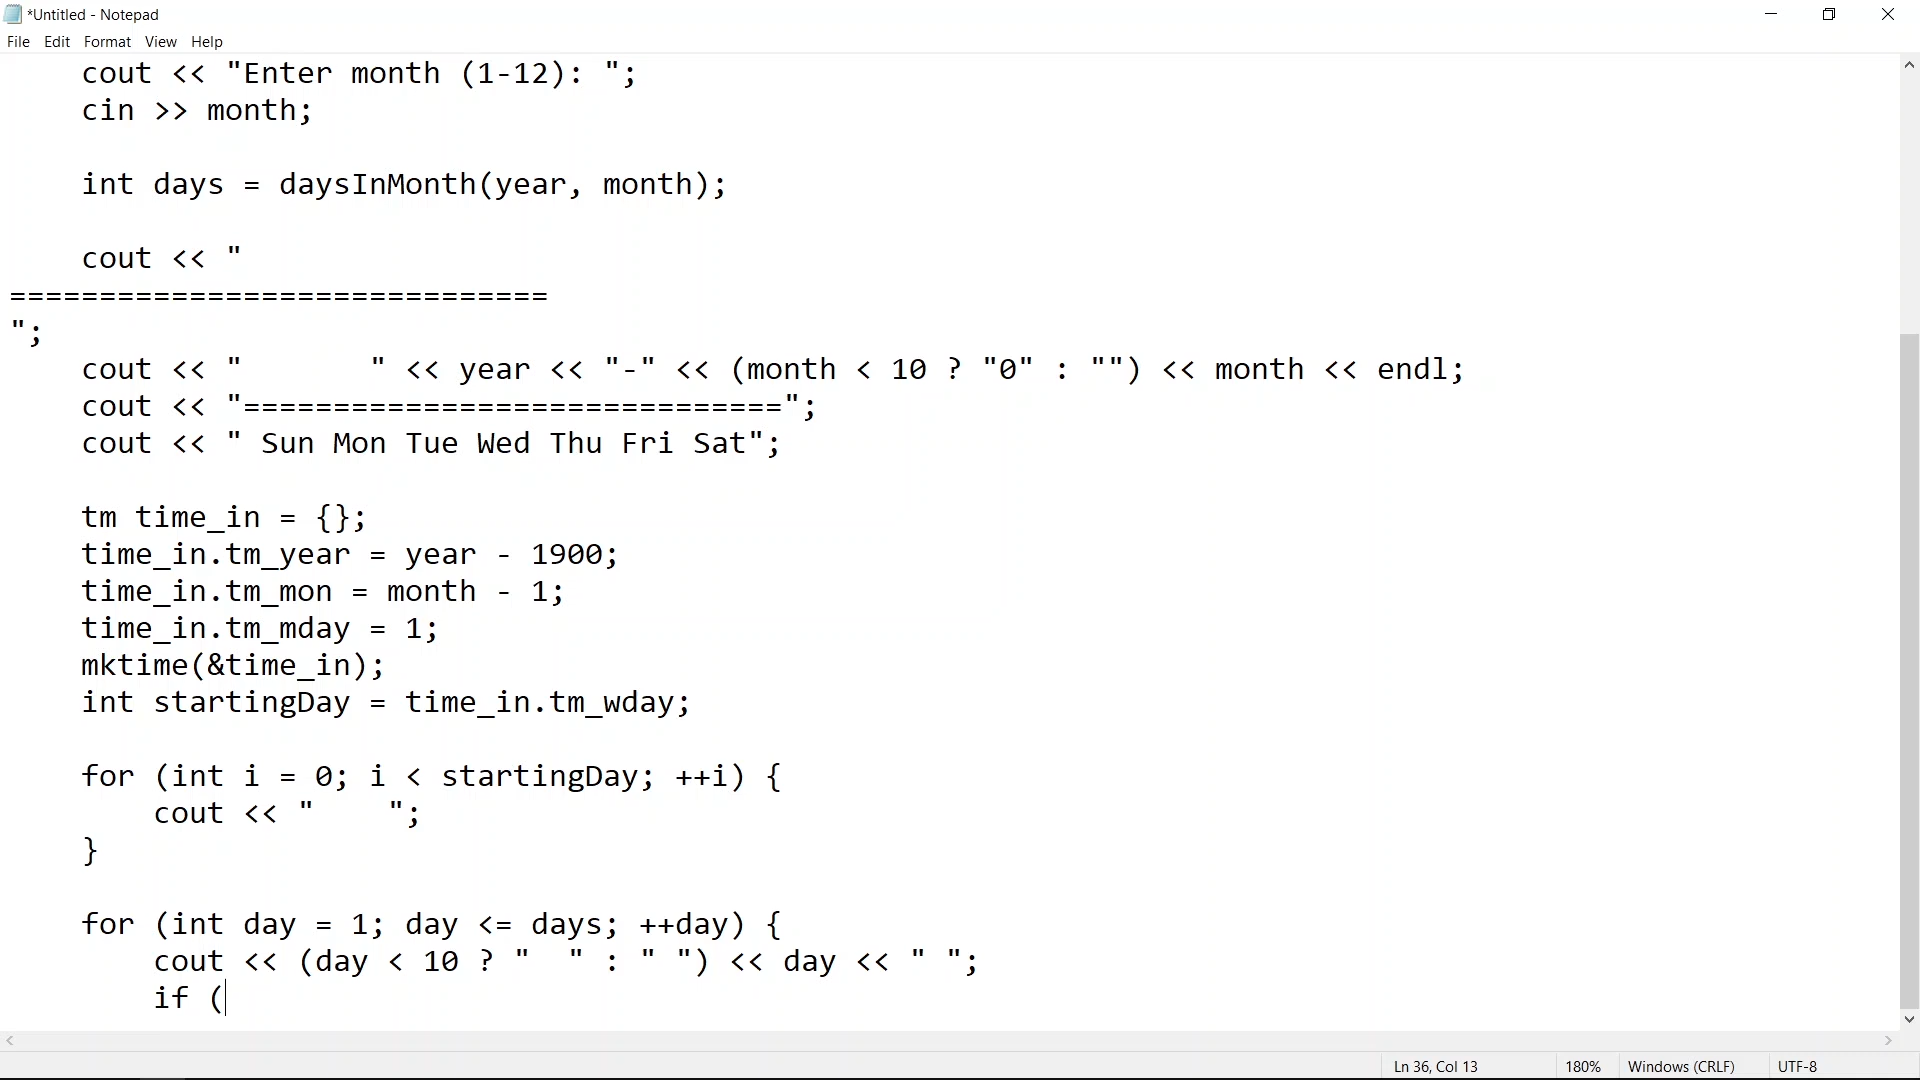 *Untitled - Notepad
File Edit Format View Help
    cout << "Enter month (1-12): ";
    cin >> month;

    int days = daysInMonth(year, month);

    cout << "
==============================
";
    cout << "       " << year << "-" << (month < 10 ? "0" : "") << month << endl;
    cout << "==============================";
    cout << " Sun Mon Tue Wed Thu Fri Sat";

    tm time_in = {};
    time_in.tm_year = year - 1900;
    time_in.tm_mon = month - 1;
    time_in.tm_mday = 1;
    mktime(&time_in);
    int startingDay = time_in.tm_wday;

    for (int i = 0; i < startingDay; ++i) {
        cout << "    ";
    }

    for (int day = 1; day <= days; ++day) {
        cout << (day < 10 ? "  " : " ") << day << " ";
        if (
Ln 36, Col 13 180% Windows (CRLF) UTF-8